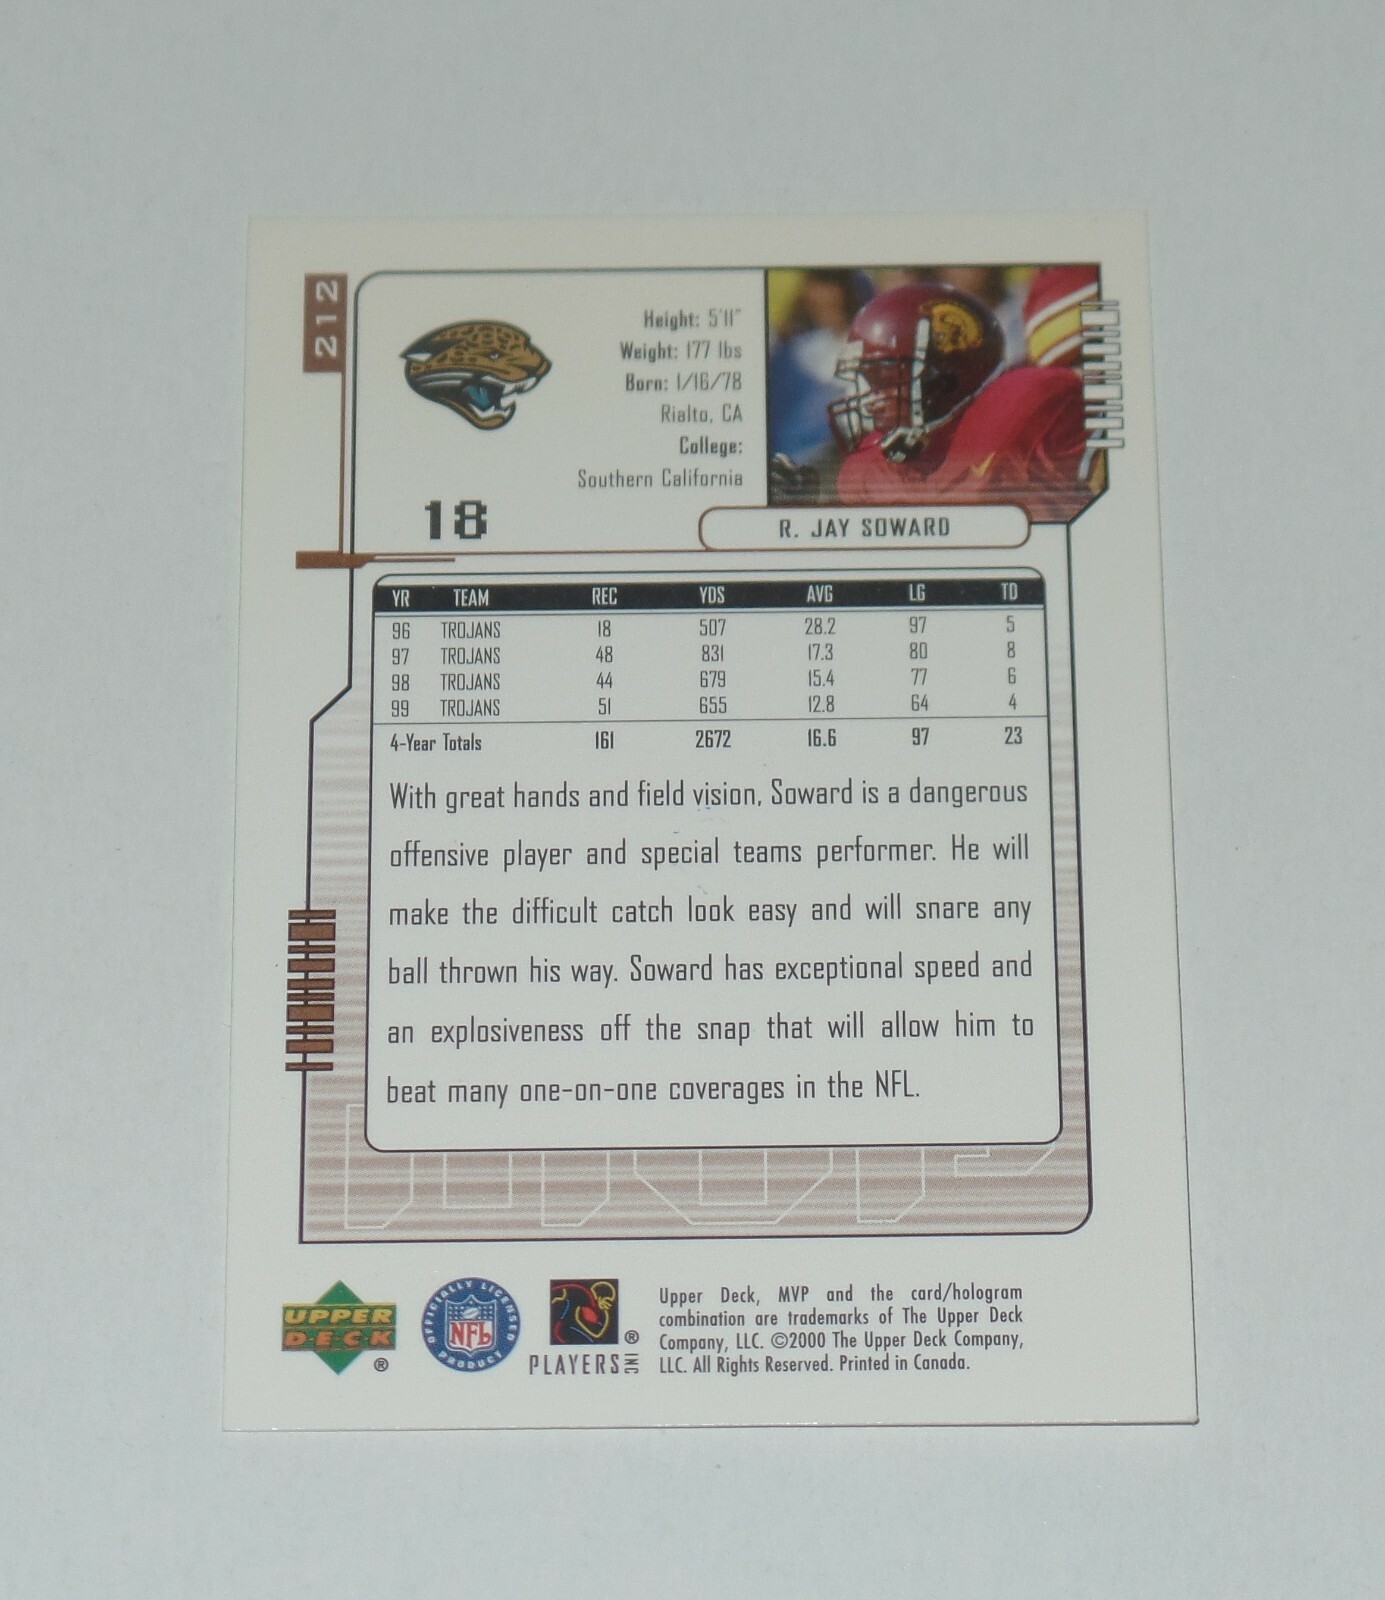 212
Height: 5'11"
Weight: 177 lbs
Born: 1/16/78
Rialto, CA
College:
Southern California
18
R. JAY SOWARD
YR TEAM REC YDS AVG LG TD
96 TROJANS 18 507 28.2 97 5
97 TROJANS 48 831 17.3 80 8
98 TROJANS 44 679 15.4 77 6
99 TROJANS 51 655 12.8 64 4
4-Year Totals 161 2672 16.6 97 23
With great hands and field vision, Soward is a dangerous
offensive player and special teams performer. He will
make the difficult catch look easy and will snare any
ball thrown his way. Soward has exceptional speed and
an explosiveness off the snap that will allow him to
beat many one-on-one coverages in the NFL.
UPPER
DECK
®
OFFICIALLY LICENSED
NFL
PRODUCT
®
PLAYERS INC
Upper Deck, MVP and the card/hologram
combination are trademarks of The Upper Deck
Company, LLC. ©2000 The Upper Deck Company,
LLC. All Rights Reserved. Printed in Canada.